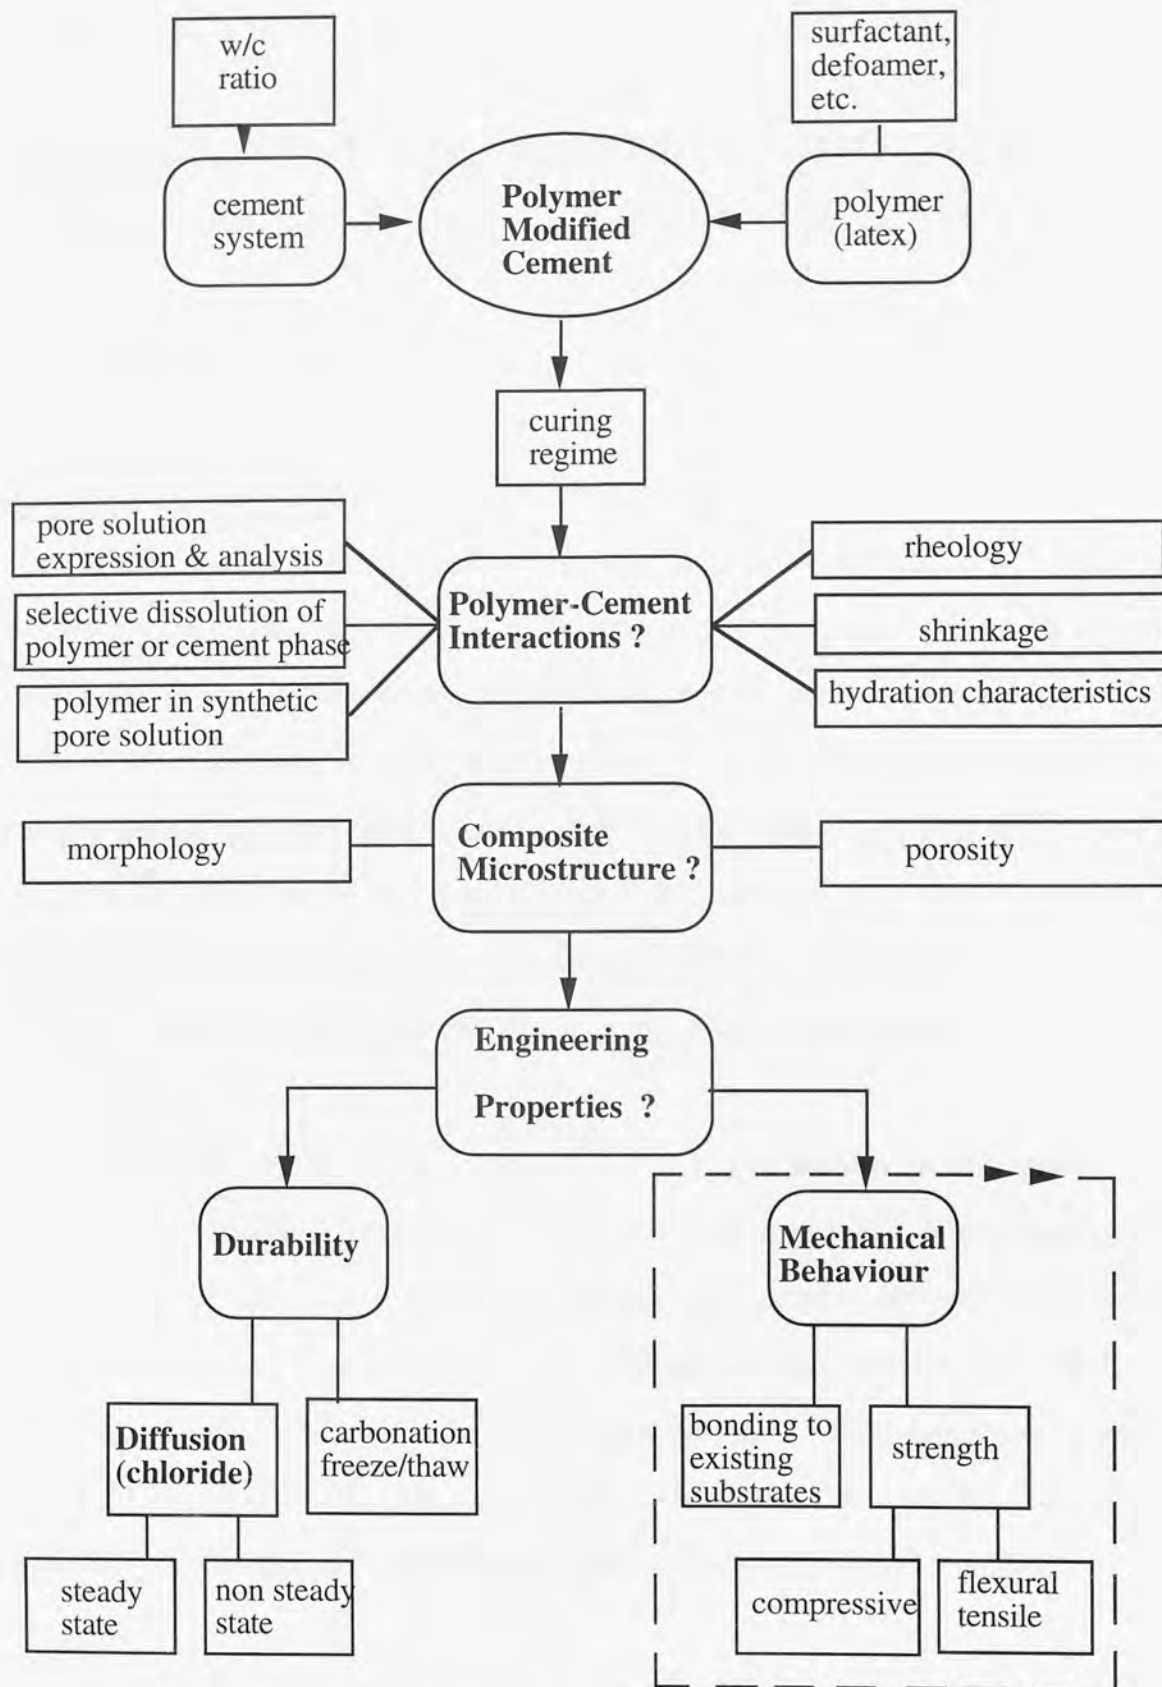 w/c
ratio
surfactant,
defoamer,
etc.
cement
system
Polymer
Modified
Cement
polymer
(latex)
curing
regime
pore solution
expression & analysis
selective dissolution of
polymer or cement phase
polymer in synthetic
pore solution
Polymer-Cement
Interactions ?
rheology
shrinkage
hydration characteristics
morphology
Composite
Microstructure ?
porosity
Engineering
Properties ?
Durability
Mechanical
Behaviour
Diffusion
(chloride)
carbonation
freeze/thaw
bonding to
existing
substrates
strength
steady
state
non steady
state
compressive
flexural
tensile